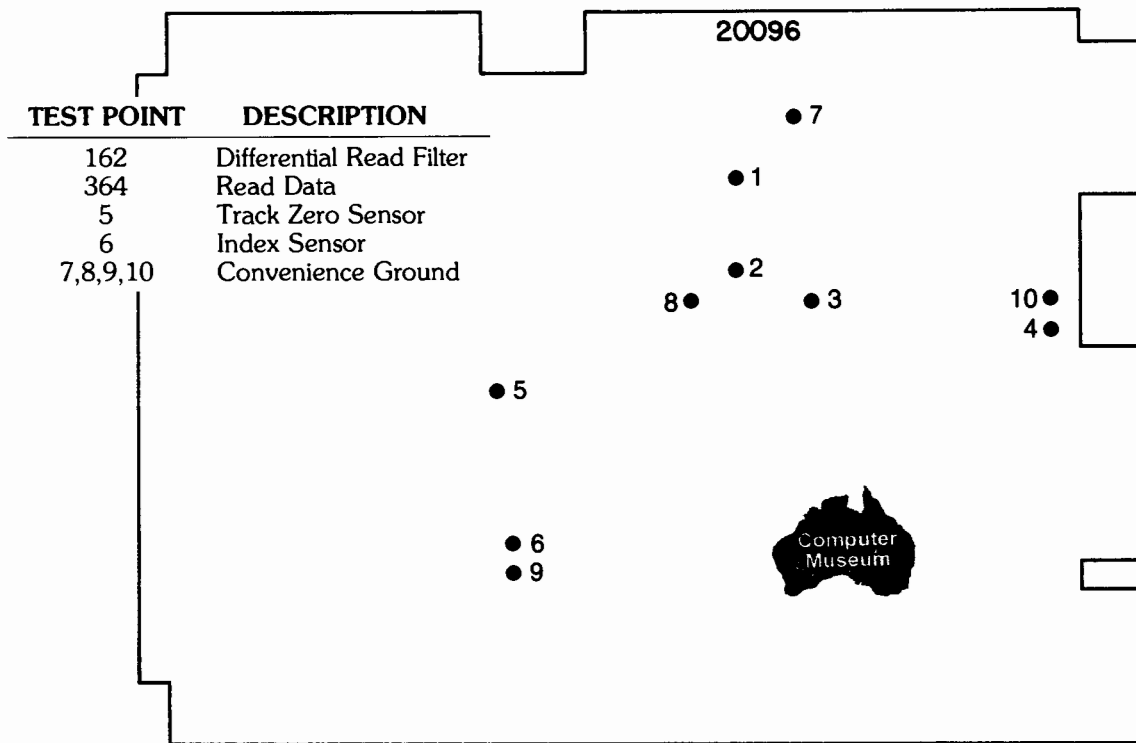 20096
TEST POINT DESCRIPTION
162 Differential Read Filter
364 Read Data
5 Track Zero Sensor
6 Index Sensor
7,8,9,10 Convenience Ground
7
1
2
8 3
10
4
5
6
9
Computer
Museum